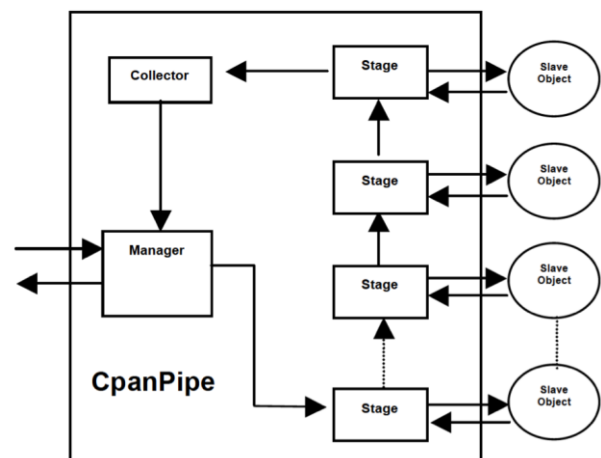 Collector
Stage
Slave
Object
Stage
Slave
Object
Manager
Stage
Slave
Object
CpanPipe
Stage
Slave
Object